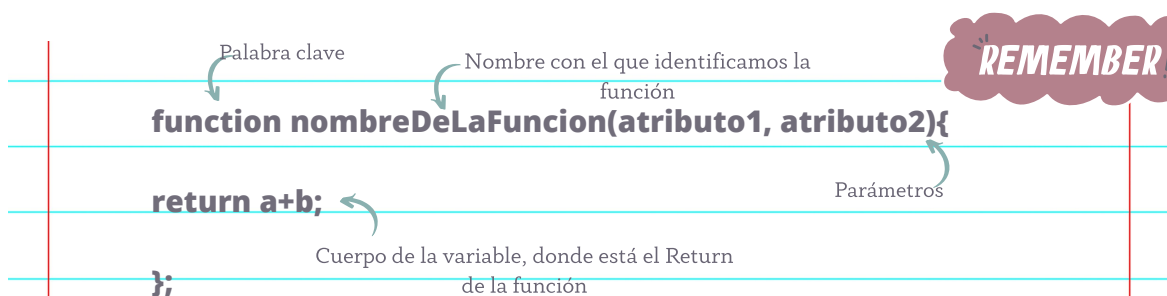 REMEMBER!
Palabra clave
Nombre con el que identificamos la
función
function nombreDeLaFuncion(atributo1, atributo2){
Parámetros
return a+b;
Cuerpo de la variable, donde está el Return
de la función
};